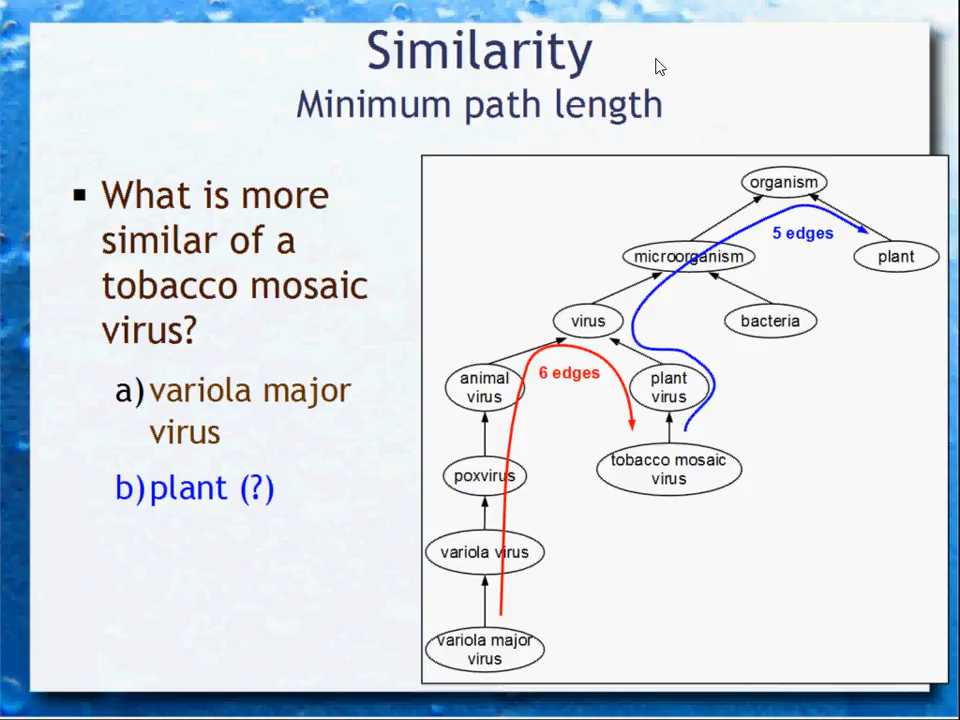 Similarity
Minimum path length
▪ What is more
similar of a
tobacco mosaic
virus?
a) variola major
virus
b) plant (?)
organism
5 edges
microorganism
plant
virus
bacteria
animal
virus
6 edges
plant
virus
poxvirus
tobacco mosaic
virus
variola virus
variola major
virus